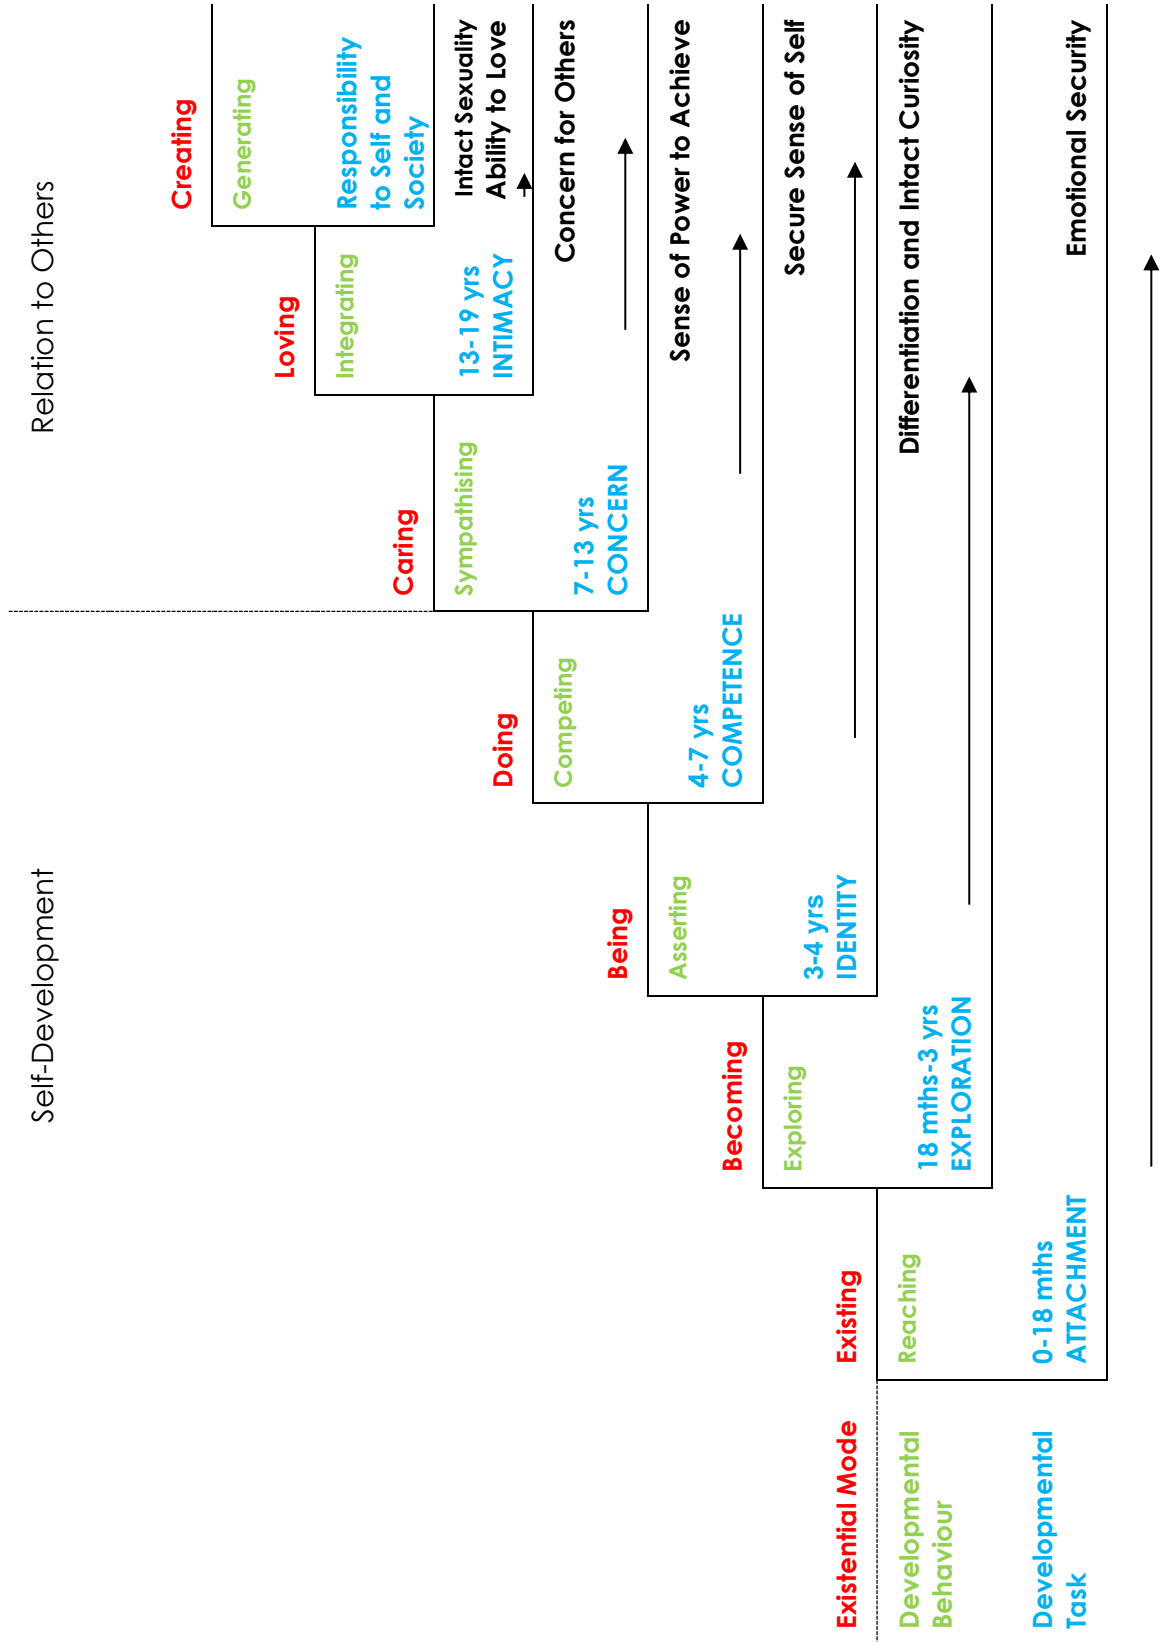 Self-Development
Relation to Others
Existential Mode
Developmental
Behaviour
Developmental
Task
Existing
Reaching
0-18 mths
ATTACHMENT
Emotional Security
Becoming
Exploring
18 mths-3 yrs
EXPLORATION
Differentiation and Intact Curiosity
Being
Asserting
3-4 yrs
IDENTITY
Secure Sense of Self
Doing
Competing
4-7 yrs
COMPETENCE
Sense of Power to Achieve
Caring
Sympathising
7-13 yrs
CONCERN
Concern for Others
Loving
Integrating
13-19 yrs
INTIMACY
Intact Sexuality
Ability to Love
Creating
Generating
Responsibility
to Self and
Society